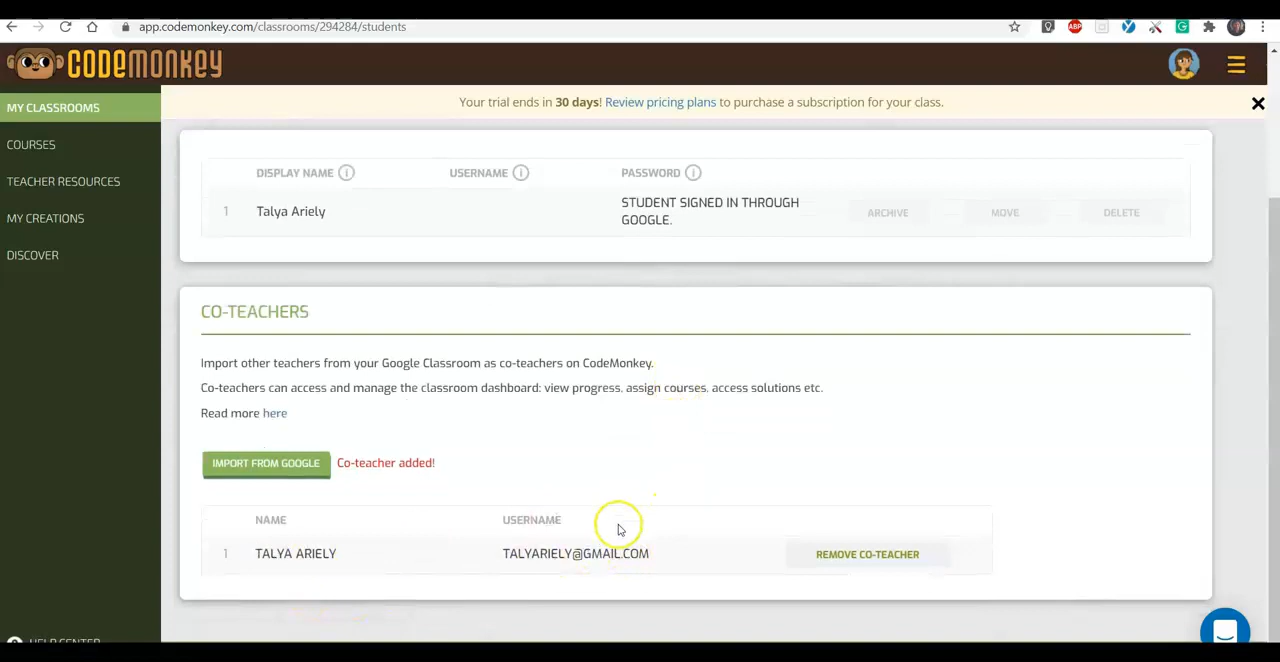 app.codemonkey.com/classrooms/294284/students
ABP
CODEMONKEY
MY CLASSROOMS
COURSES
TEACHER RESOURCES
MY CREATIONS
DISCOVER
HELP CENTER
Your trial ends in 30 days! Review pricing plans to purchase a subscription for your class.
DISPLAY NAME USERNAME PASSWORD
1 Talya Ariely STUDENT SIGNED IN THROUGH
GOOGLE. ARCHIVE MOVE DELETE
CO-TEACHERS
Import other teachers from your Google Classroom as co-teachers on CodeMonkey.
Co-teachers can access and manage the classroom dashboard: view progress, assign courses, access solutions etc.
Read more here
IMPORT FROM GOOGLE Co-teacher added!
NAME USERNAME
1 TALYA ARIELY TALYARIELY@GMAIL.COM REMOVE CO-TEACHER